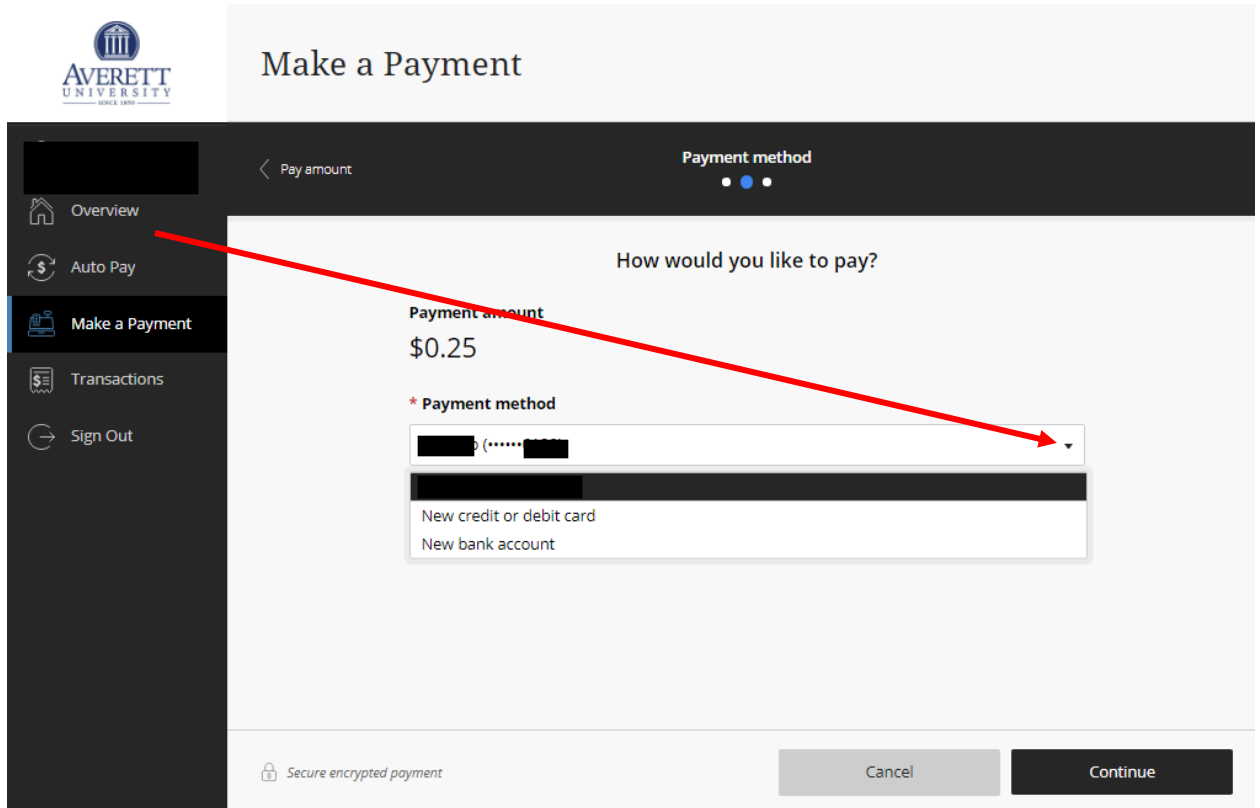 AVERETT
UNIVERSITY
SINCE 1859
Make a Payment
Pay amount
Payment method
Overview
Auto Pay
Make a Payment
Transactions
Sign Out
How would you like to pay?
Payment amount
$0.25
* Payment method
New credit or debit card
New bank account
Secure encrypted payment
Cancel
Continue